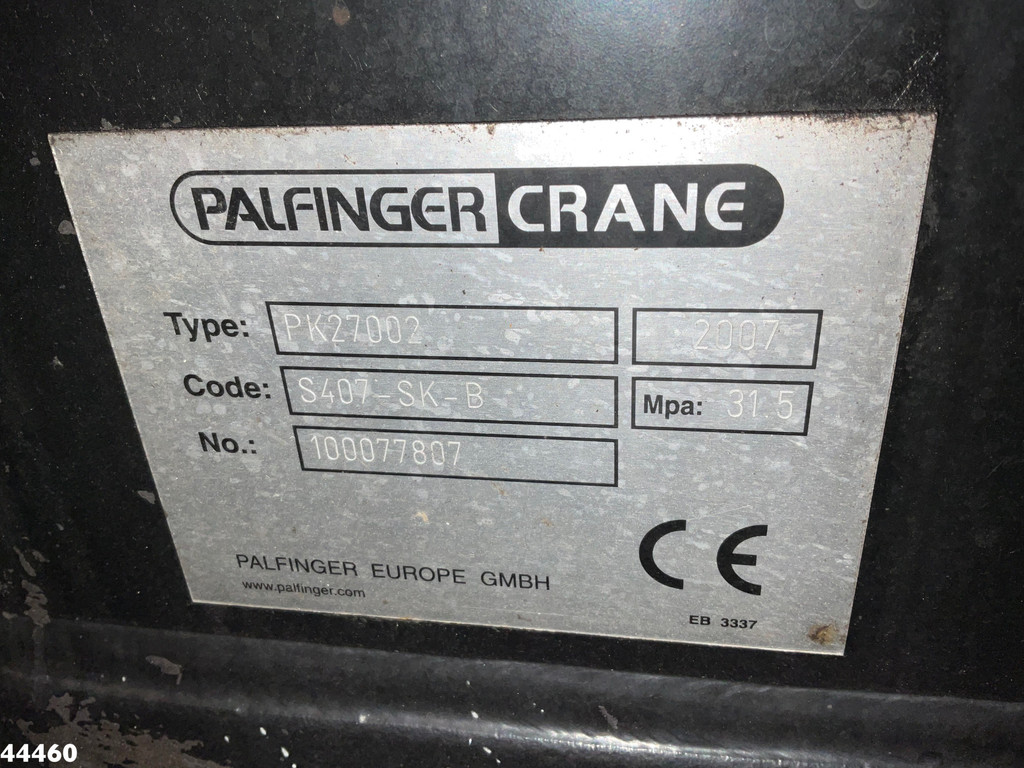 PALFINGER CRANE
Type: PK27002 2007
Code: S407-SK-B Mpa: 31.5
No.: 100077807
PALFINGER EUROPE GMBH
www.palfinger.com
CE
EB 3337
44460